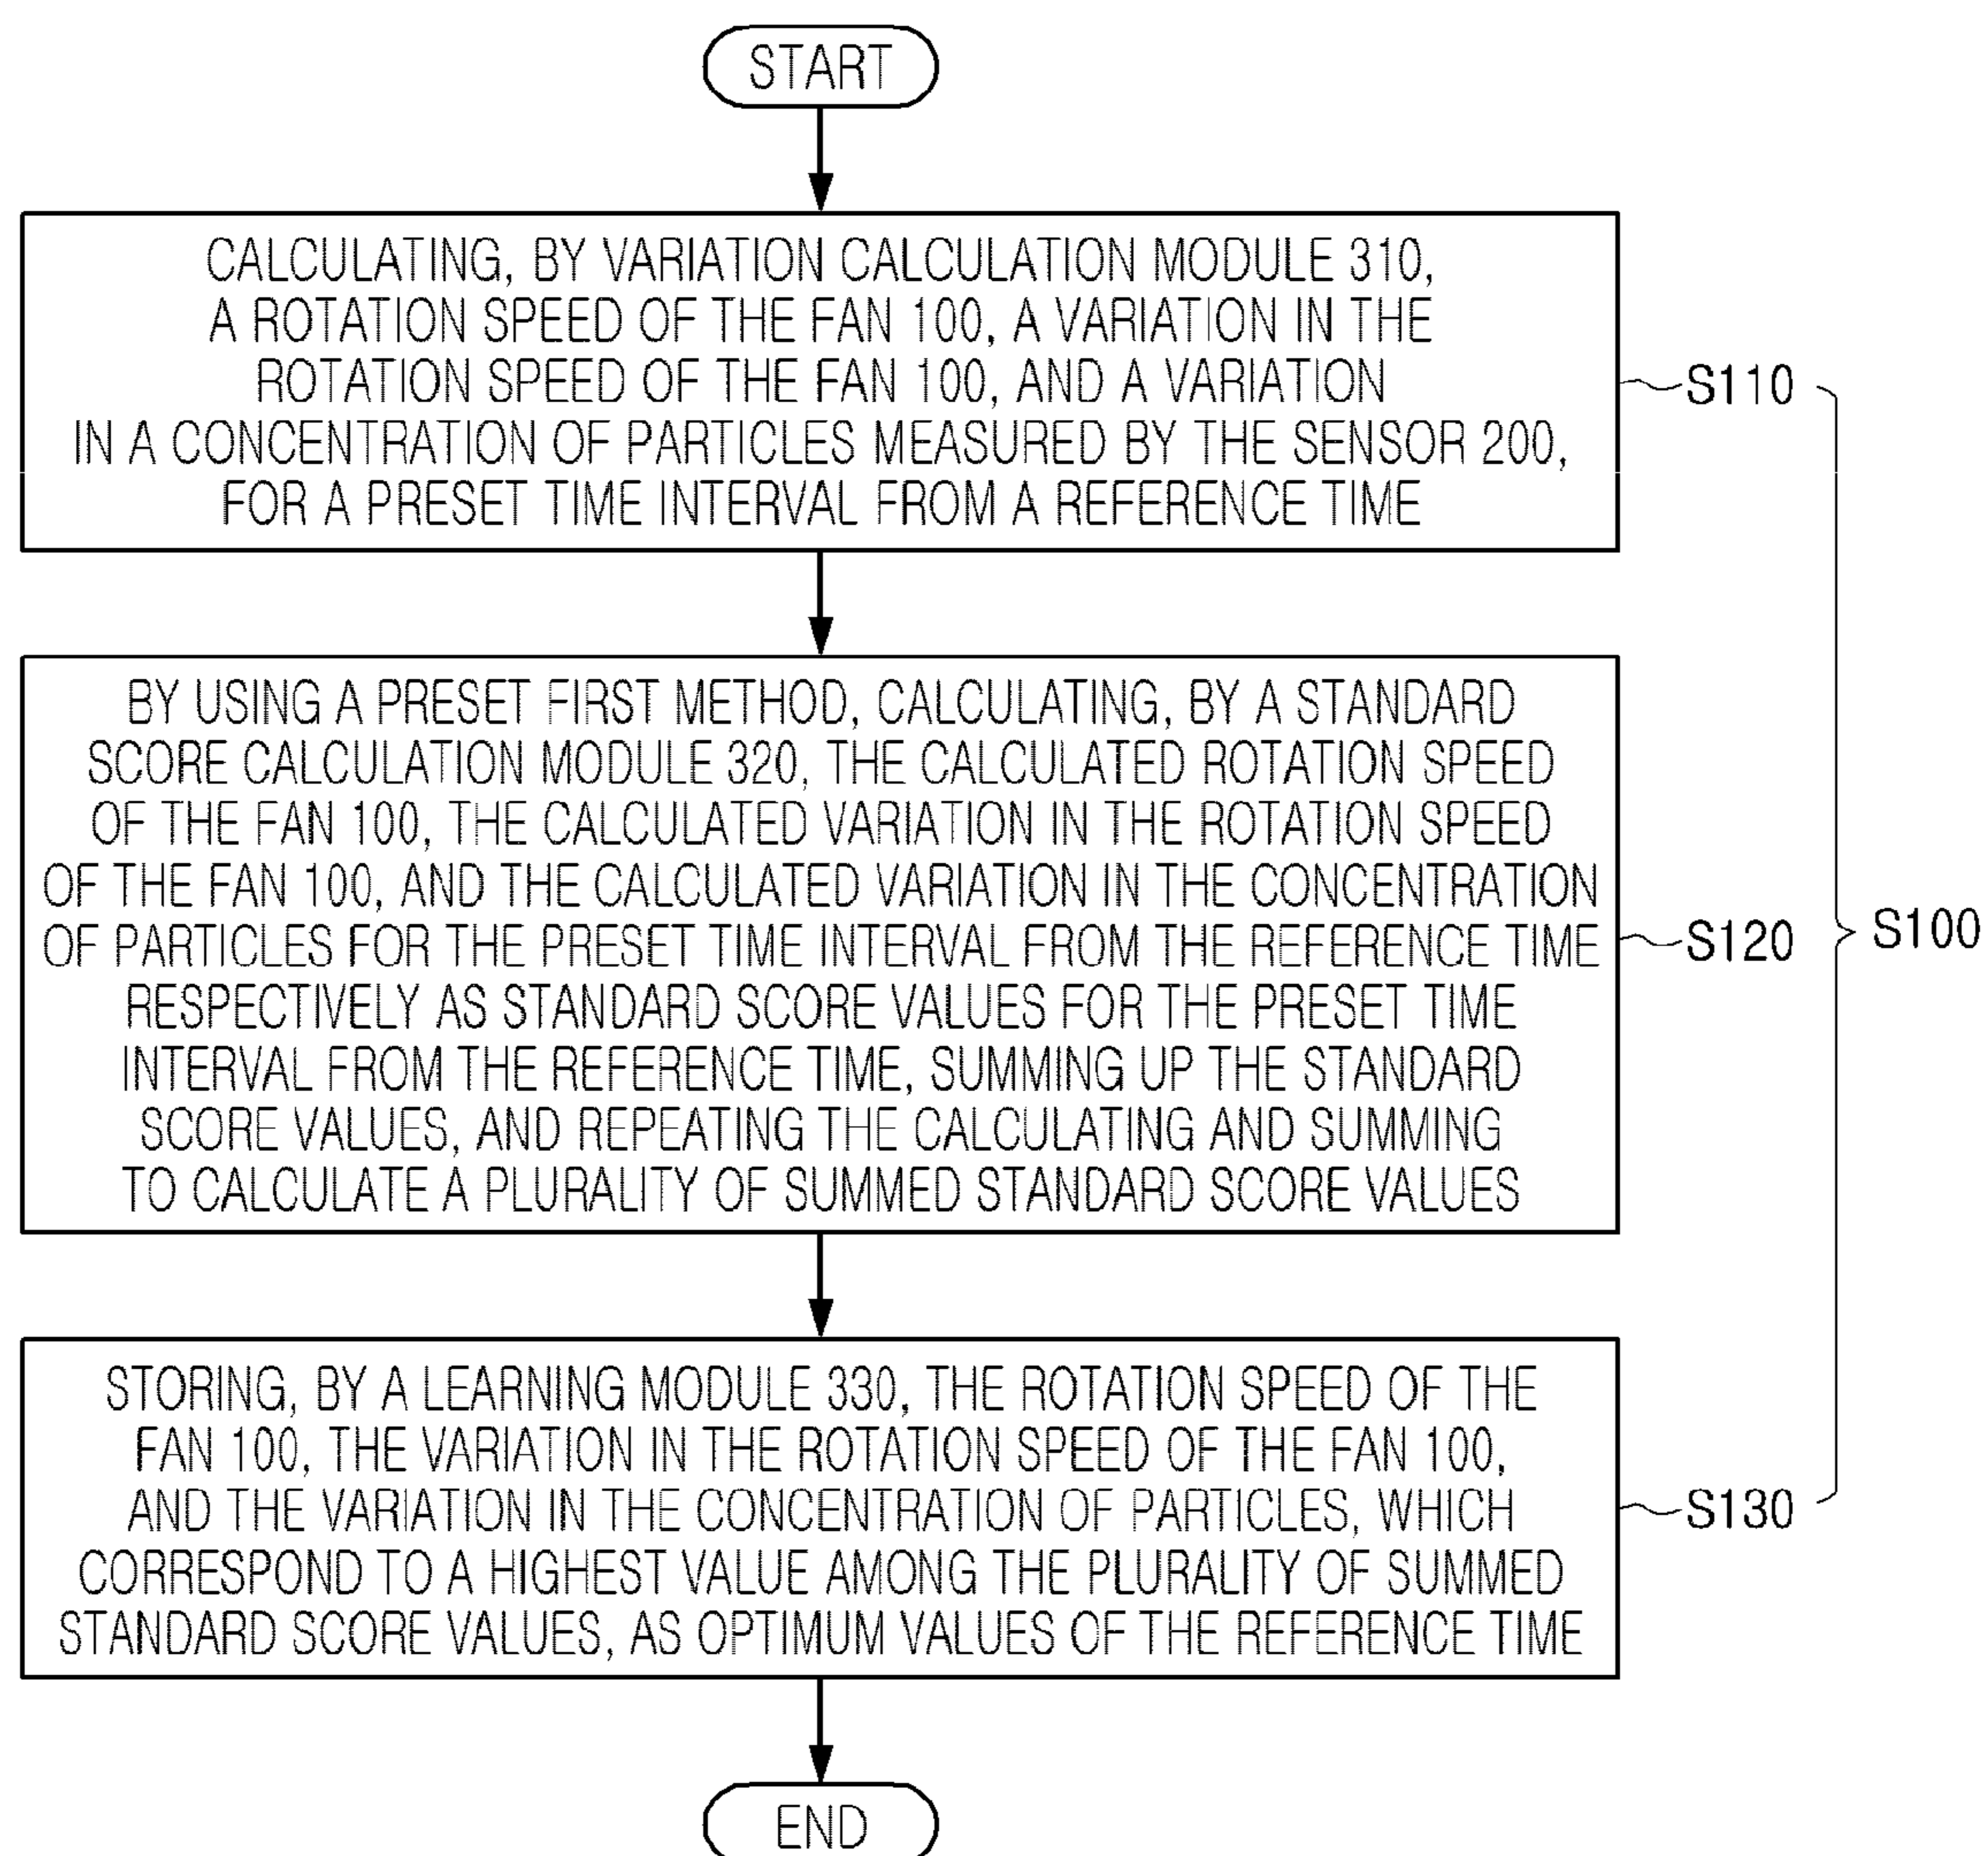 START
CALCULATING, BY VARIATION CALCULATION MODULE 310,
A ROTATION SPEED OF THE FAN 100, A VARIATION IN THE
ROTATION SPEED OF THE FAN 100, AND A VARIATION
IN A CONCENTRATION OF PARTICLES MEASURED BY THE SENSOR 200,
FOR A PRESET TIME INTERVAL FROM A REFERENCE TIME
S110
BY USING A PRESET FIRST METHOD, CALCULATING, BY A STANDARD
SCORE CALCULATION MODULE 320, THE CALCULATED ROTATION SPEED
OF THE FAN 100, THE CALCULATED VARIATION IN THE ROTATION SPEED
OF THE FAN 100, AND THE CALCULATED VARIATION IN THE CONCENTRATION
OF PARTICLES FOR THE PRESET TIME INTERVAL FROM THE REFERENCE TIME
RESPECTIVELY AS STANDARD SCORE VALUES FOR THE PRESET TIME
INTERVAL FROM THE REFERENCE TIME, SUMMING UP THE STANDARD
SCORE VALUES, AND REPEATING THE CALCULATING AND SUMMING
TO CALCULATE A PLURALITY OF SUMMED STANDARD SCORE VALUES
S120
S100
STORING, BY A LEARNING MODULE 330, THE ROTATION SPEED OF THE
FAN 100, THE VARIATION IN THE ROTATION SPEED OF THE FAN 100,
AND THE VARIATION IN THE CONCENTRATION OF PARTICLES, WHICH
CORRESPOND TO A HIGHEST VALUE AMONG THE PLURALITY OF SUMMED
STANDARD SCORE VALUES, AS OPTIMUM VALUES OF THE REFERENCE TIME
S130
END